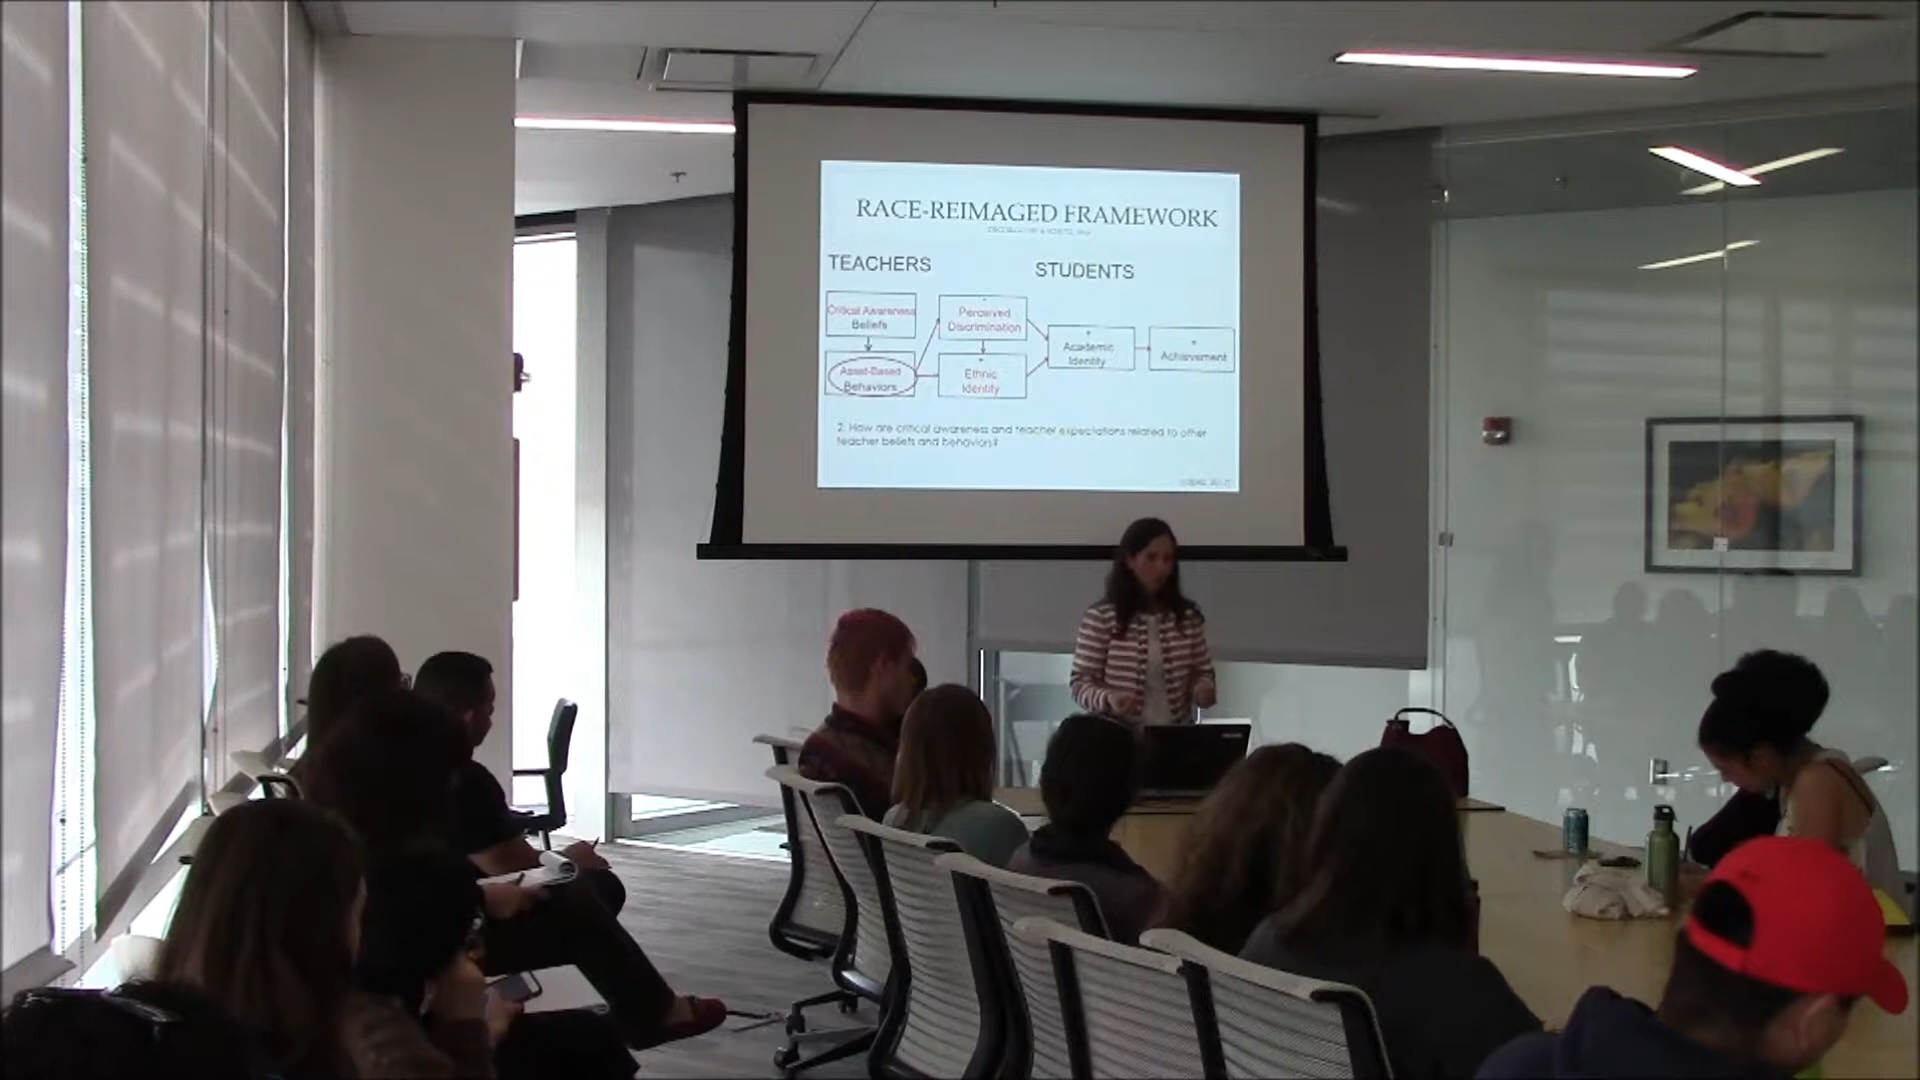 RACE-REIMAGED FRAMEWORK
TEACHERS
STUDENTS
Critical Awareness
Beliefs
Asset-Based
Behaviors
Perceived
Discrimination
Ethnic
Identity
Academic
Identity
Achievement
2. How are critical awareness and teacher expectations related to other
teacher beliefs and behaviors?